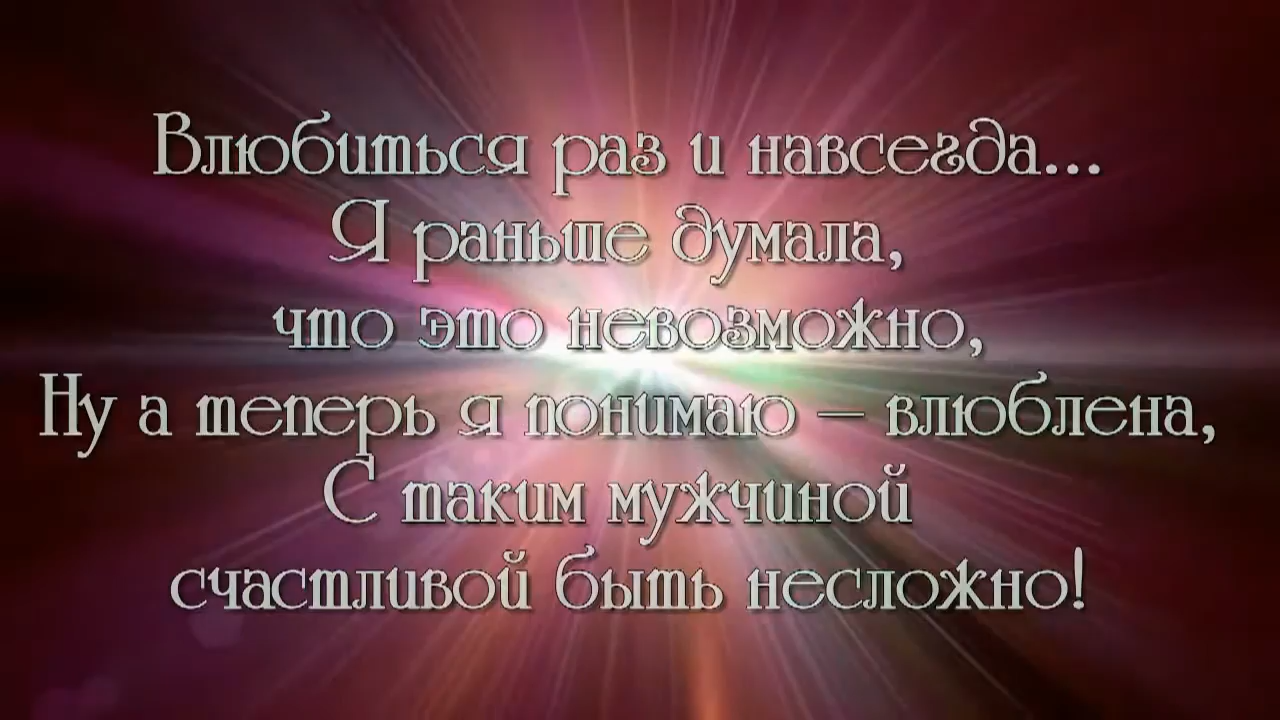 Влюбиться раз и навсегда...
Я раньше думала,
что это невозможно,
Ну а теперь я понимаю – влюблена,
С таким мужчиной
счастливой быть несложно!